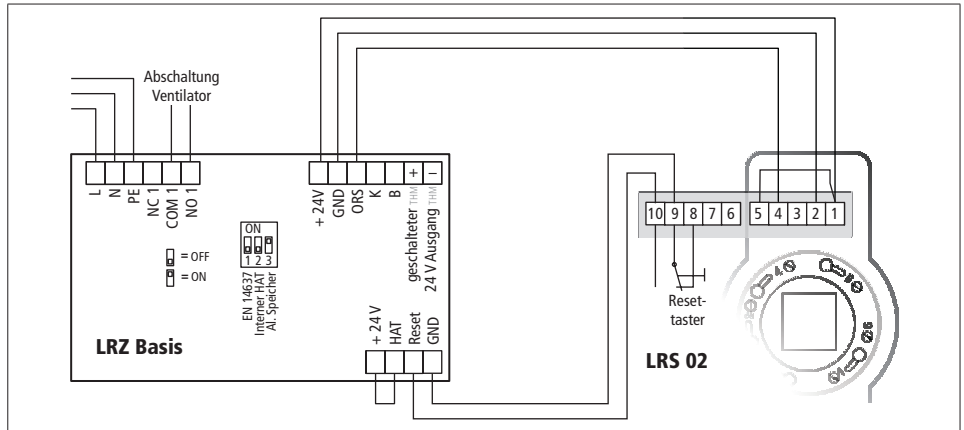 Abschaltung
Ventilator
L
N
PE
NC 1
COM 1
NO 1
+ 24V
GND
ORS
K
B
+
−
geschalteter THM
24 V Ausgang THM
ON
1 2 3
= OFF
= ON
EN 14637
Interner HAT
Al. Speicher
+ 24V
HAT
Reset
GND
LRZ Basis
10 9 8 7 6
5 4 3 2 1
Reset-
taster
LRS 02